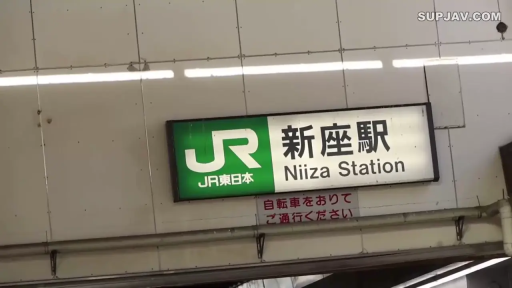 SUPJAV.COM
JR
JR東日本
新座駅
Niiza Station
自転車をおりて
ご通行ください